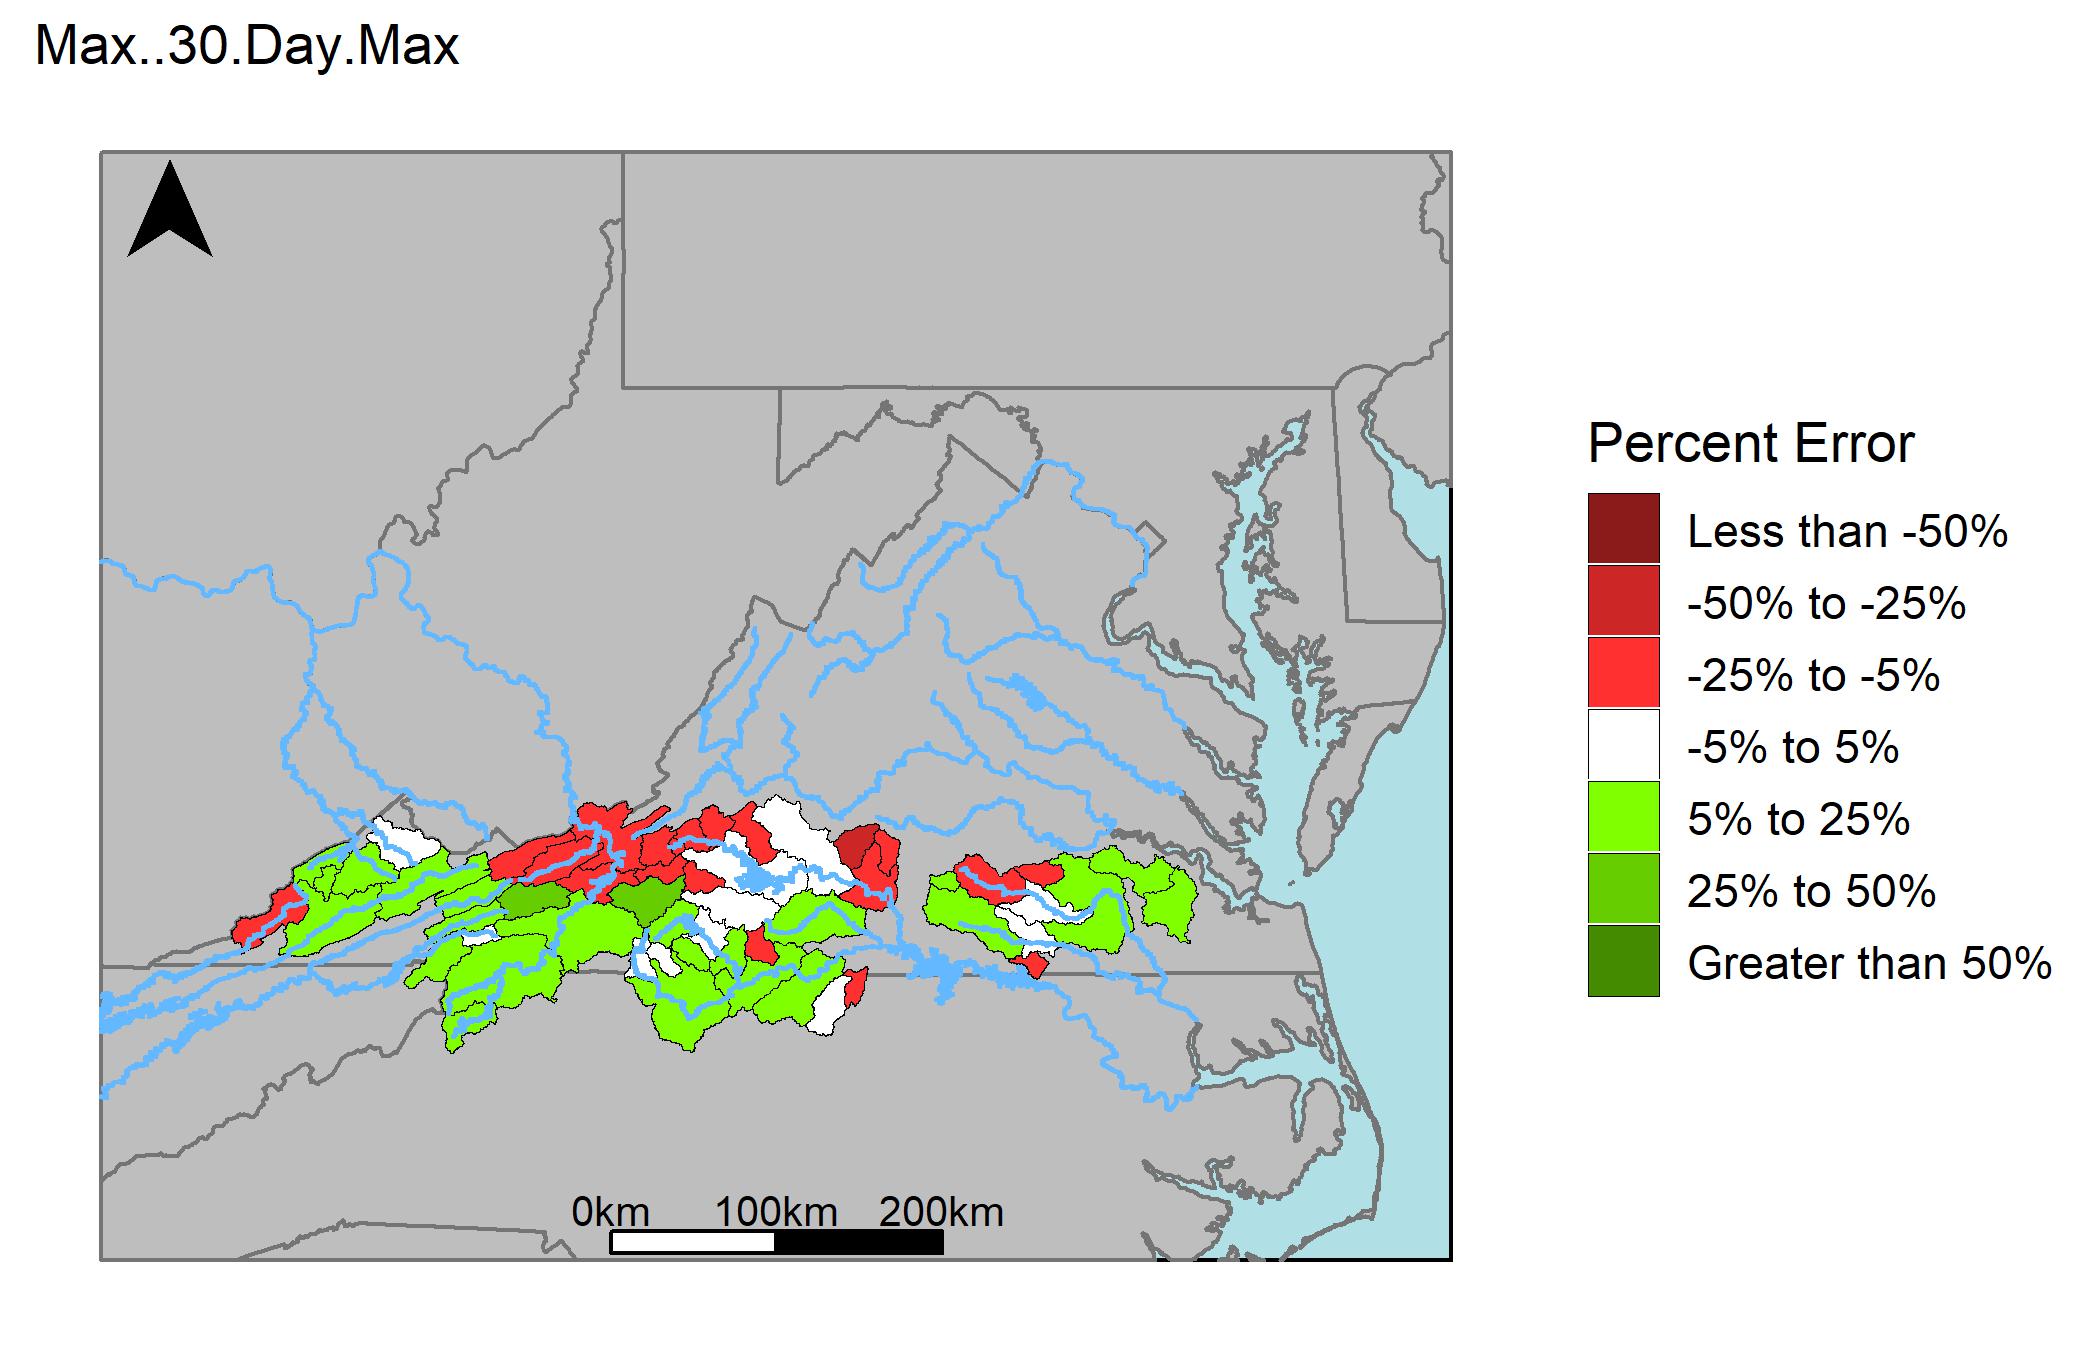 Max..30.Day.Max
Percent Error
Less than -50%
-50% to -25%
-25% to -5%
-5% to 5%
5% to 25%
25% to 50%
Greater than 50%
0km 100km 200km